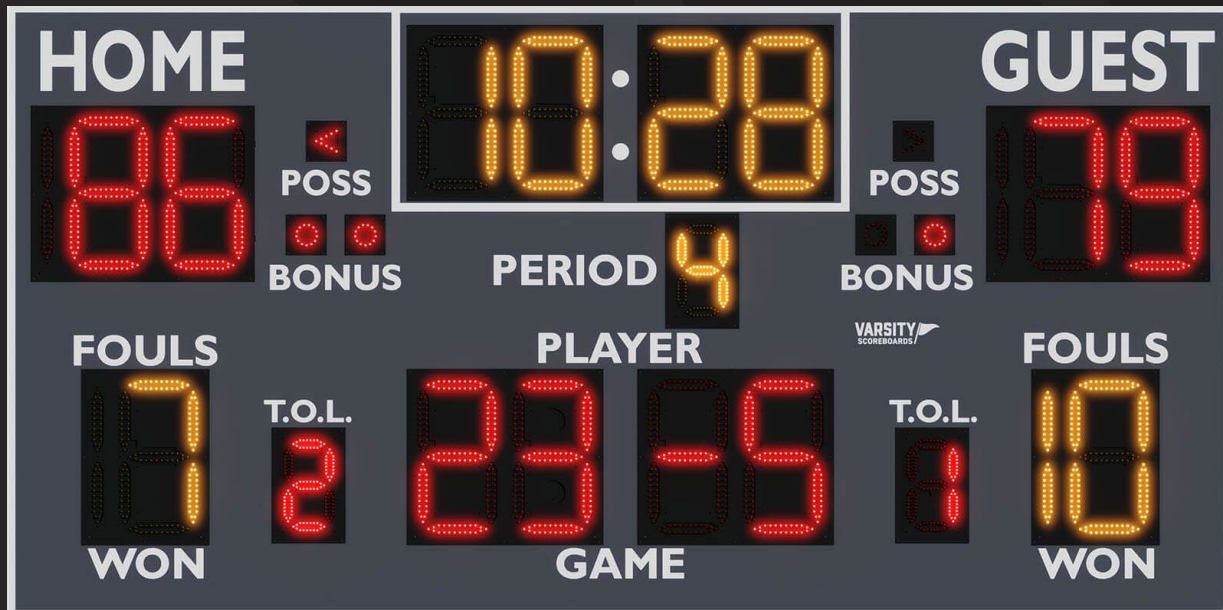 HOME
10:28
GUEST
86
POSS
POSS
79
BONUS
PERIOD 4
BONUS
VARSITY
SCOREBOARDS
FOULS
PLAYER
FOULS
7
T.O.L.
2
23 -5
T.O.L.
1
10
WON
GAME
WON